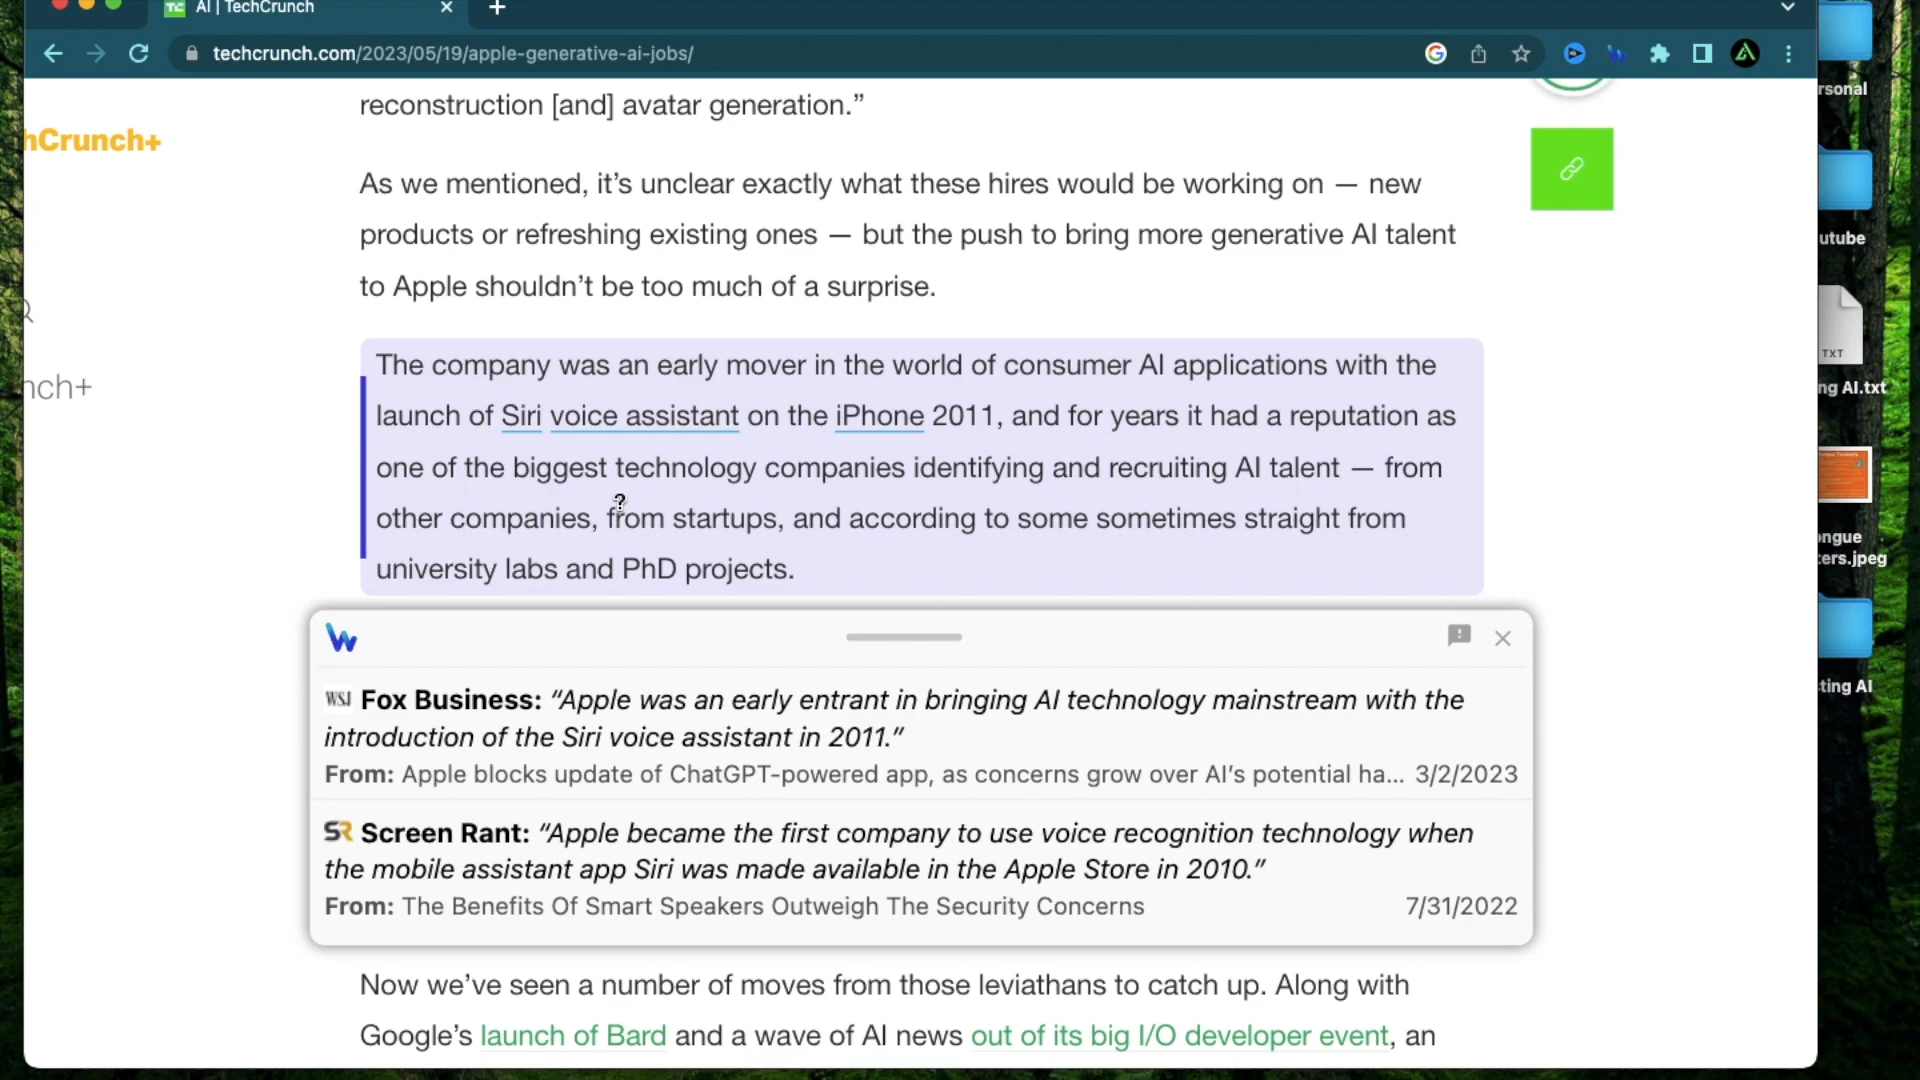 AI | TechCrunch
techcrunch.com/2023/05/19/apple-generative-ai-jobs/
rsonal
reconstruction [and] avatar generation.”
hCrunch+
As we mentioned, it’s unclear exactly what these hires would be working on — new
products or refreshing existing ones — but the push to bring more generative AI talent
utube
to Apple shouldn’t be too much of a surprise.
TXT
nch+
ng AI.txt
The company was an early mover in the world of consumer AI applications with the
launch of Siri voice assistant on the iPhone 2011, and for years it had a reputation as
one of the biggest technology companies identifying and recruiting AI talent — from
other companies, from startups, and according to some sometimes straight from
university labs and PhD projects.
ongue
ters.jpeg
W
WSJ Fox Business: “Apple was an early entrant in bringing AI technology mainstream with the
introduction of the Siri voice assistant in 2011.”
From: Apple blocks update of ChatGPT-powered app, as concerns grow over AI’s potential ha... 3/2/2023
sting AI
SR Screen Rant: “Apple became the first company to use voice recognition technology when
the mobile assistant app Siri was made available in the Apple Store in 2010.”
From: The Benefits Of Smart Speakers Outweigh The Security Concerns 7/31/2022
Now we’ve seen a number of moves from those leviathans to catch up. Along with
Google’s launch of Bard and a wave of AI news out of its big I/O developer event, an